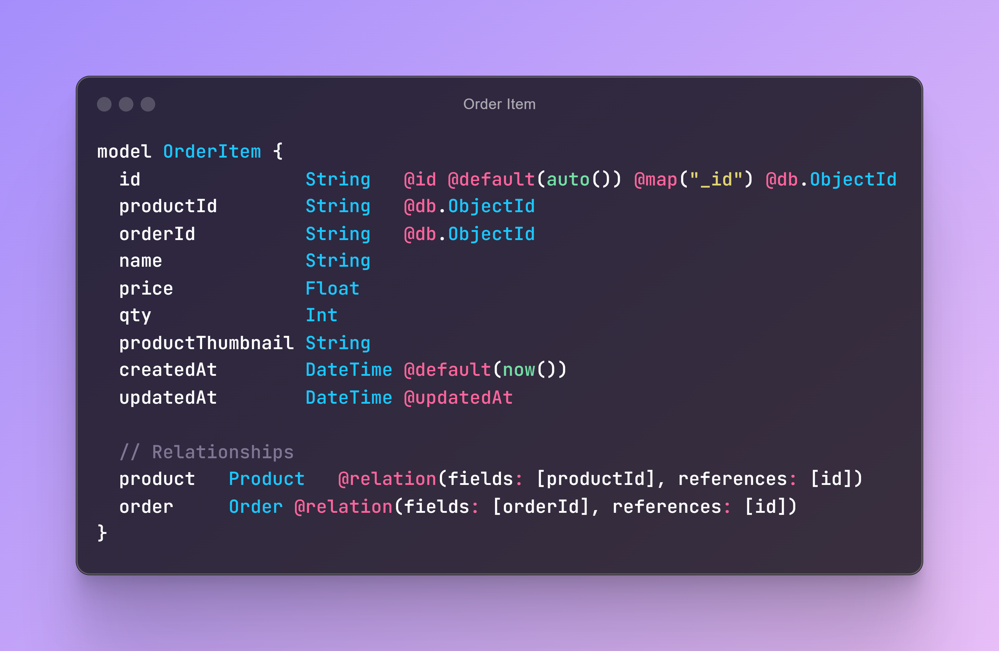 Order Item
model OrderItem {
  id               String   @id @default(auto()) @map("_id") @db.ObjectId
  productId        String   @db.ObjectId
  orderId          String   @db.ObjectId
  name             String
  price            Float
  qty              Int
  productThumbnail String
  createdAt        DateTime @default(now())
  updatedAt        DateTime @updatedAt

  // Relationships
  product   Product   @relation(fields: [productId], references: [id])
  order     Order @relation(fields: [orderId], references: [id])
}